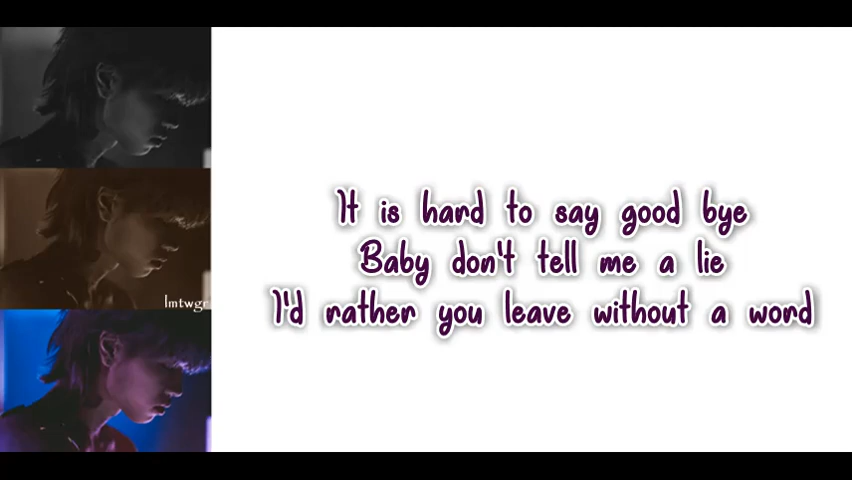 It is hard to say good bye
Baby don't tell me a lie
I'd rather you leave without a word
lmtwgr